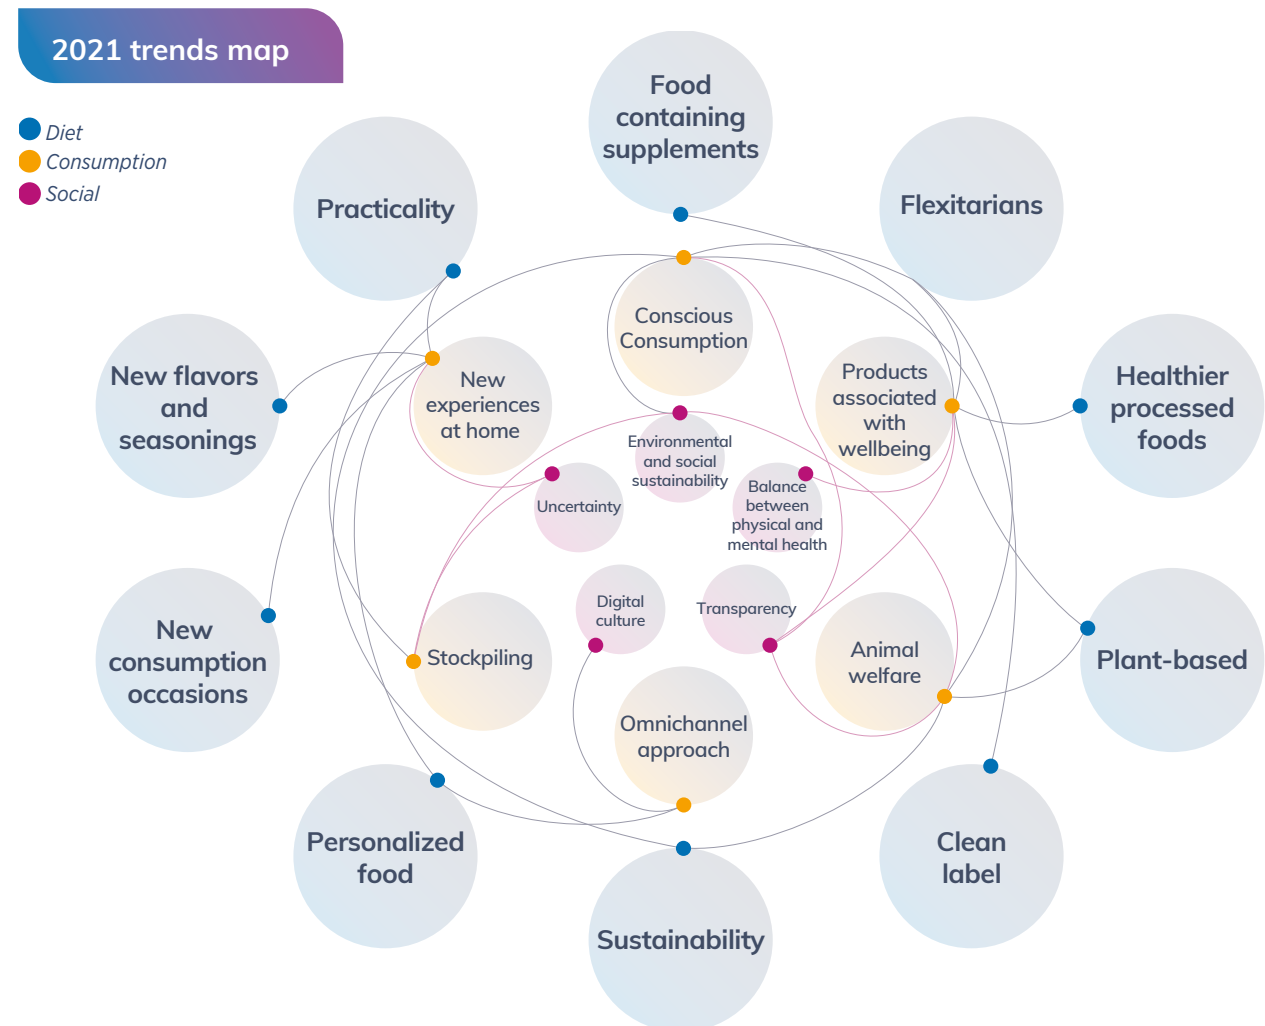 2021 trends map
Diet
Consumption
Social
Food
containing
supplements
Practicality
Flexitarians
New flavors
and
seasonings
Healthier
processed
foods
Conscious
Consumption
New
experiences
at home
Products
associated
with
wellbeing
Environmental
and social
sustainability
Uncertainty
Balance
between
physical and
mental health
Digital
culture
Transparency
New
consumption
occasions
Stockpiling
Animal
welfare
Plant-based
Omnichannel
approach
Personalized
food
Clean
label
Sustainability